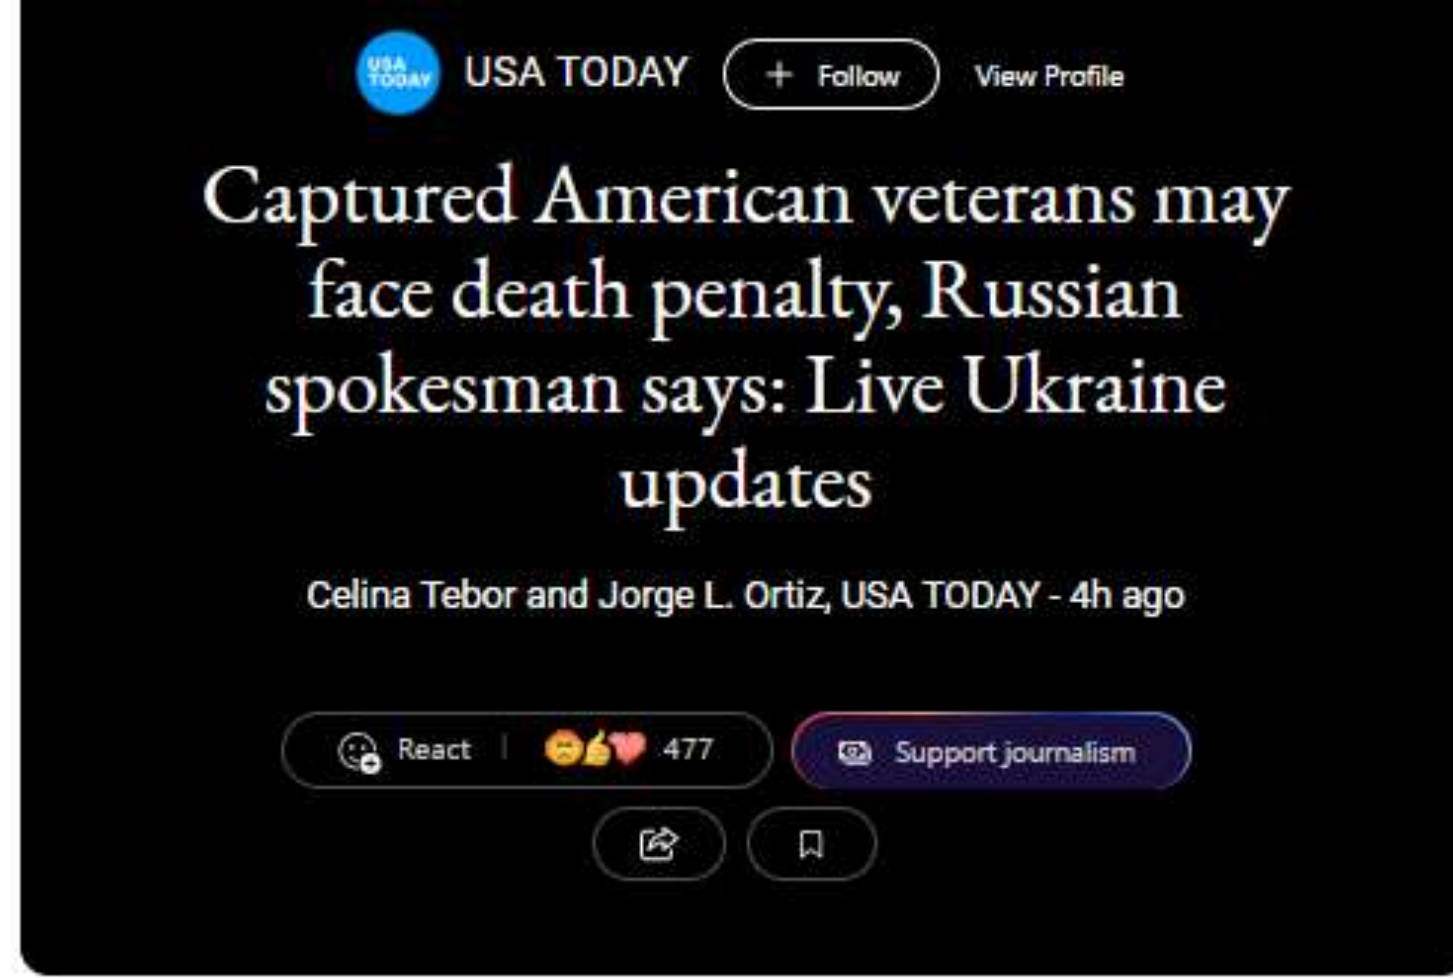 USA
TODAY
USA TODAY + Follow View Profile
Captured American veterans may
face death penalty, Russian
spokesman says: Live Ukraine
updates
Celina Tebor and Jorge L. Ortiz, USA TODAY - 4h ago
React | 477 Support journalism